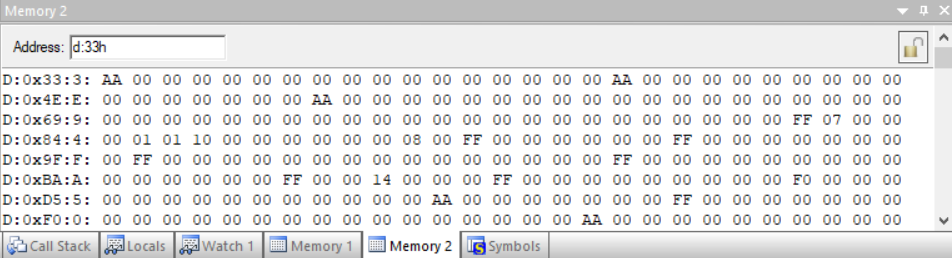 Memory 2
Address: d:33h
D:0x33:3: AA 00 00 00 00 00 00 00 00 00 00 00 00 00 00 00 00 AA 00 00 00 00 00 00 00 00 00
D:0x4E:E: 00 00 00 00 00 00 00 AA 00 00 00 00 00 00 00 00 00 00 00 00 00 00 00 00 00 00 00
D:0x69:9: 00 00 00 00 00 00 00 00 00 00 00 00 00 00 00 00 00 00 00 00 00 00 00 FF 07 00 00
D:0x84:4: 00 01 01 10 00 00 00 00 00 00 08 00 FF 00 00 00 00 00 00 FF 00 00 00 00 00 00 00
D:0x9F:F: 00 FF 00 00 00 00 00 00 00 00 00 00 00 00 00 00 00 FF 00 00 00 00 00 00 00 00 00
D:0xBA:A: 00 00 00 00 00 00 FF 00 00 14 00 00 00 FF 00 00 00 00 00 00 00 00 00 F0 00 00 00
D:0xD5:5: 00 00 00 00 00 00 00 00 00 00 00 AA 00 00 00 00 00 00 00 FF 00 00 00 00 00 00 00
D:0xF0:0: 00 00 00 00 00 00 00 00 00 00 00 00 00 00 00 00 AA 00 00 00 00 00 00 00 00 00 00
Call Stack Locals Watch 1 Memory 1 Memory 2 Symbols